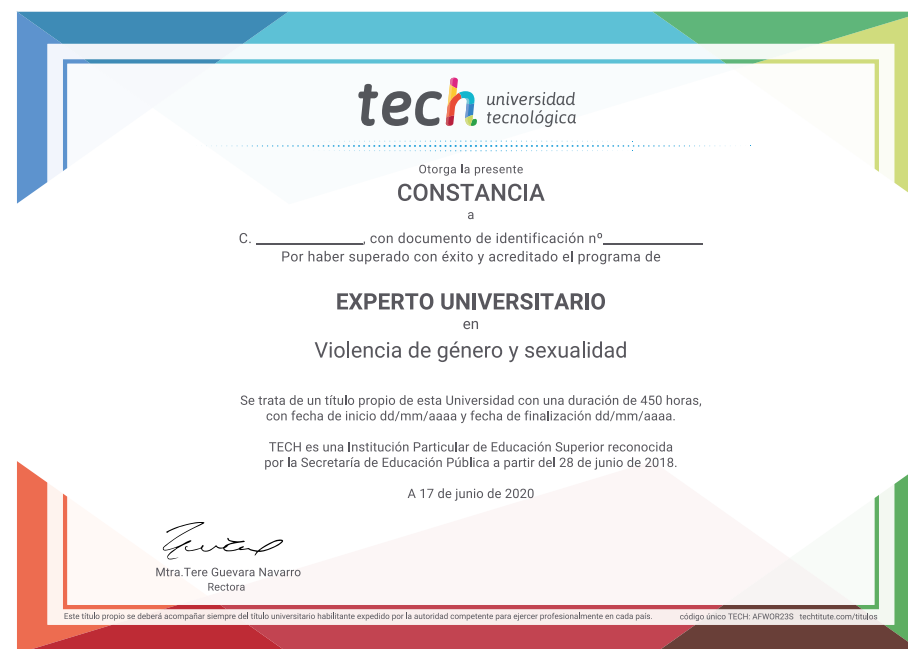 tech universidad
tecnológica
Otorga la presente
CONSTANCIA
a
C. ______________, con documento de identificación nº_____________
Por haber superado con éxito y acreditado el programa de
EXPERTO UNIVERSITARIO
en
Violencia de género y sexualidad
Se trata de un título propio de esta Universidad con una duración de 450 horas,
con fecha de inicio dd/mm/aaaa y fecha de finalización dd/mm/aaaa.
TECH es una Institución Particular de Educación Superior reconocida
por la Secretaría de Educación Pública a partir del 28 de junio de 2018.
A 17 de junio de 2020
Mtra.Tere Guevara Navarro
Rectora
Este título propio se deberá acompañar siempre del título universitario habilitante expedido por la autoridad competente para ejercer profesionalmente en cada país. código único TECH: AFWOR23S techtitute.com/titulos